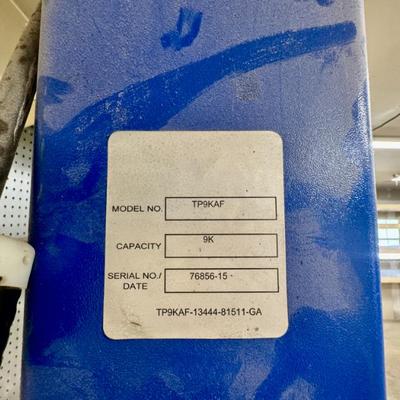 MODEL NO. TP9KAF
CAPACITY 9K
SERIAL NO./ 76856-15
DATE
TP9KAF-13444-81511-GA